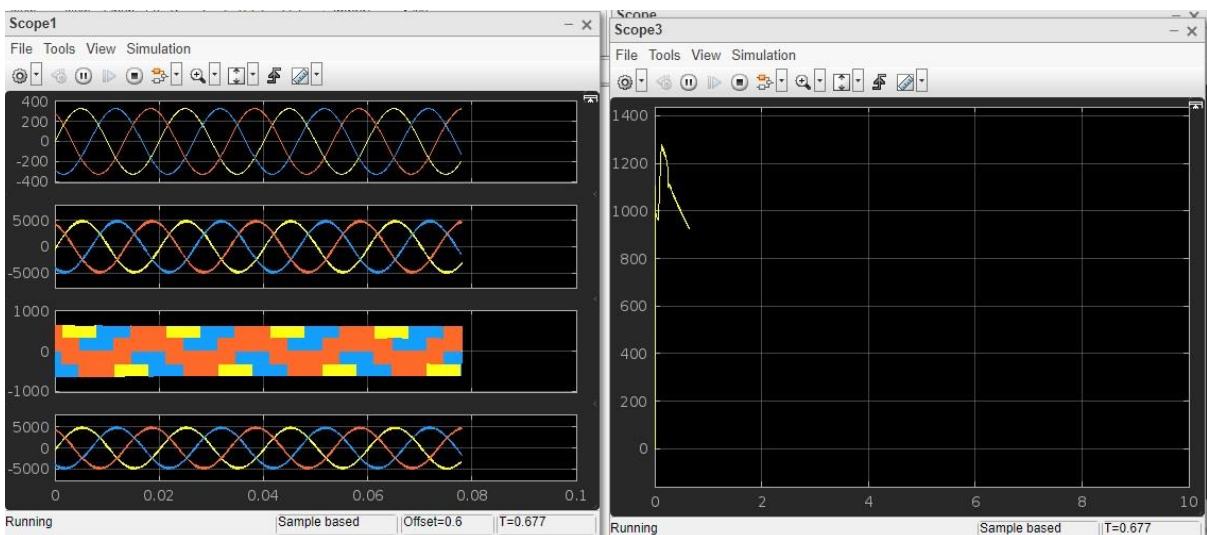 Scope1
File Tools View Simulation
400
200
0
-200
-400
5000
0
-5000
1000
0
-1000
5000
0
-5000
0 0.02 0.04 0.06 0.08 0.1
Running Sample based Offset=0.6 T=0.677
Scope
Scope3
File Tools View Simulation
1400
1200
1000
800
600
400
200
0
0 2 4 6 8 10
Running Sample based T=0.677